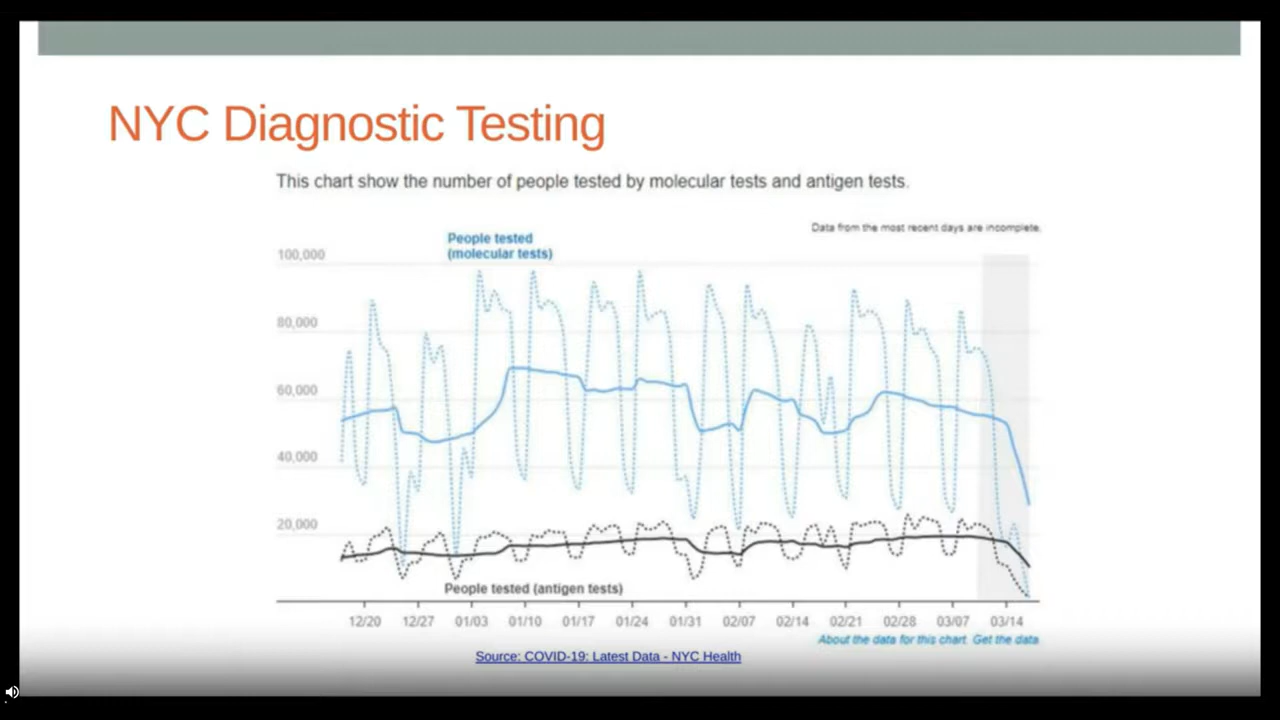 NYC Diagnostic Testing
This chart show the number of people tested by molecular tests and antigen tests.
Data from the most recent days are incomplete.
People tested
(molecular tests)
100,000
80,000
60,000
40,000
20,000
People tested (antigen tests)
12/20 12/27 01/03 01/10 01/17 01/24 01/31 02/07 02/14 02/21 02/28 03/07 03/14
About the data for this chart. Get the data
Source: COVID-19: Latest Data - NYC Health